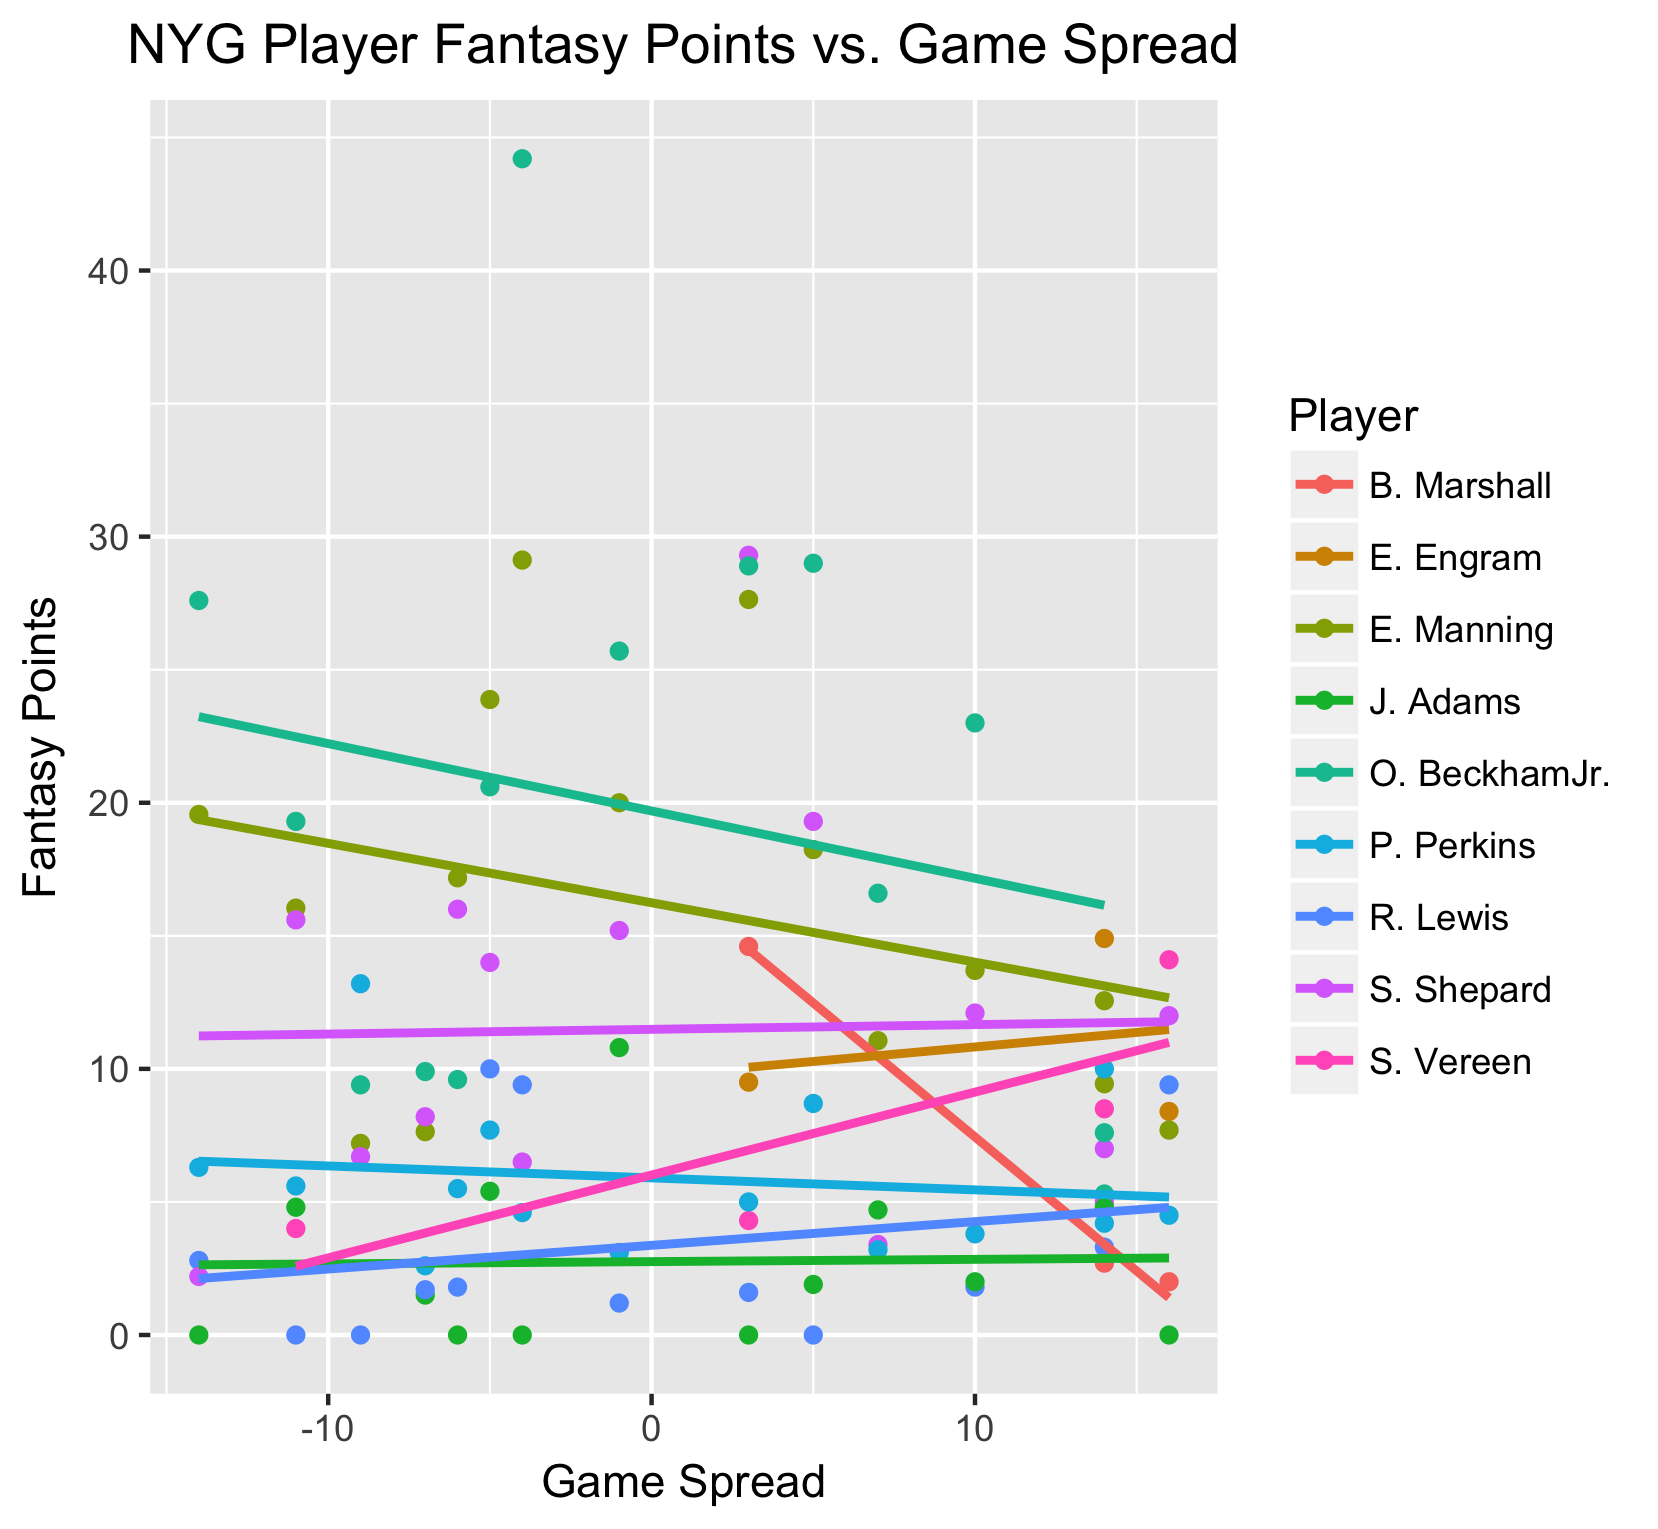 NYG Player Fantasy Points vs. Game Spread
Fantasy Points
40
30
20
10
0
-10
0
10
Game Spread
Player
B. Marshall
E. Engram
E. Manning
J. Adams
O. BeckhamJr.
P. Perkins
R. Lewis
S. Shepard
S. Vereen